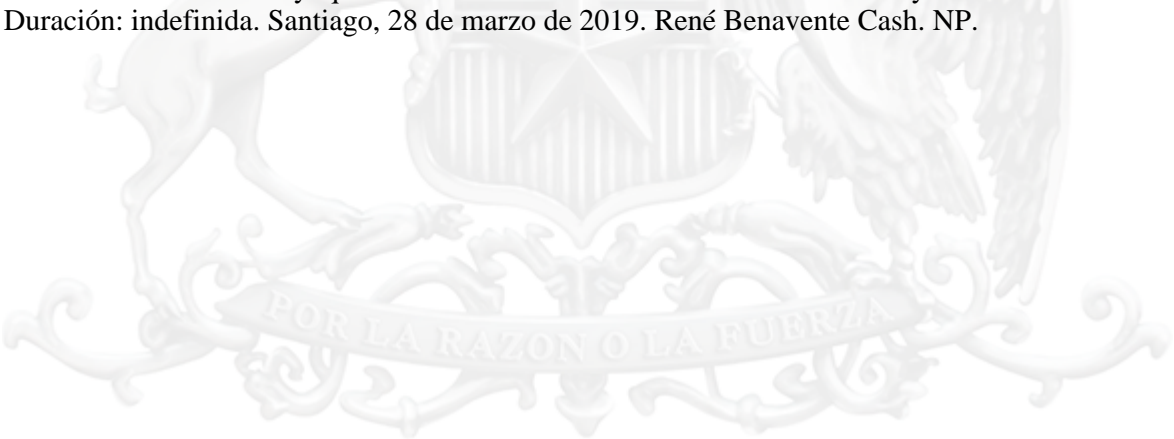 Duración: indefinida. Santiago, 28 de marzo de 2019. René Benavente Cash. NP.
POR LA RAZON O LA FUERZA